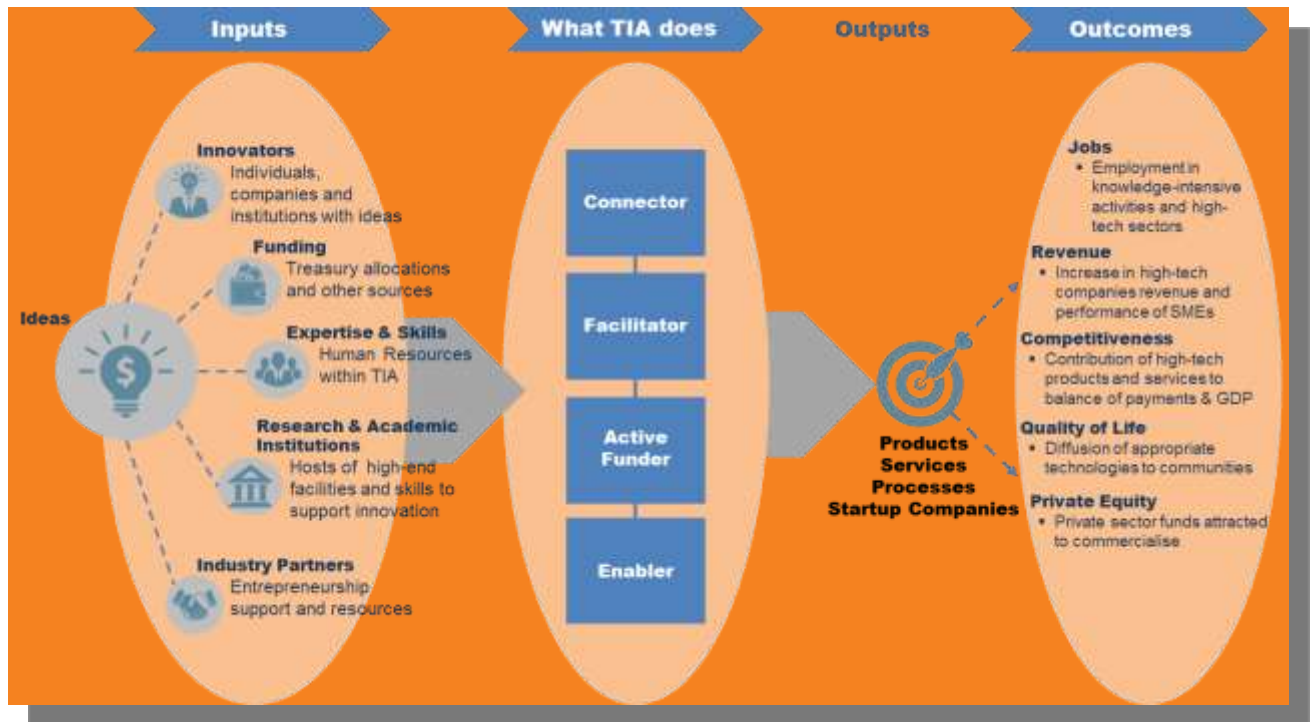 Inputs
What TIA does
Outputs
Outcomes
Ideas
Innovators
Individuals,
companies and
institutions with ideas
Funding
Treasury allocations
and other sources
Expertise & Skills
Human Resources
within TIA
Research & Academic
Institutions
Hosts of high-end
facilities and skills to
support innovation
Industry Partners
Entrepreneurship
support and resources
Connector
Facilitator
Active
Funder
Enabler
Products
Services
Processes
Startup Companies
Jobs
• Employment in
knowledge-intensive
activities and high-
tech sectors
Revenue
• Increase in high-tech
companies revenue and
performance of SMEs
Competitiveness
• Contribution of high-tech
products and services to
balance of payments & GDP
Quality of Life
• Diffusion of appropriate
technologies to communities
Private Equity
• Private sector funds attracted
to commercialise